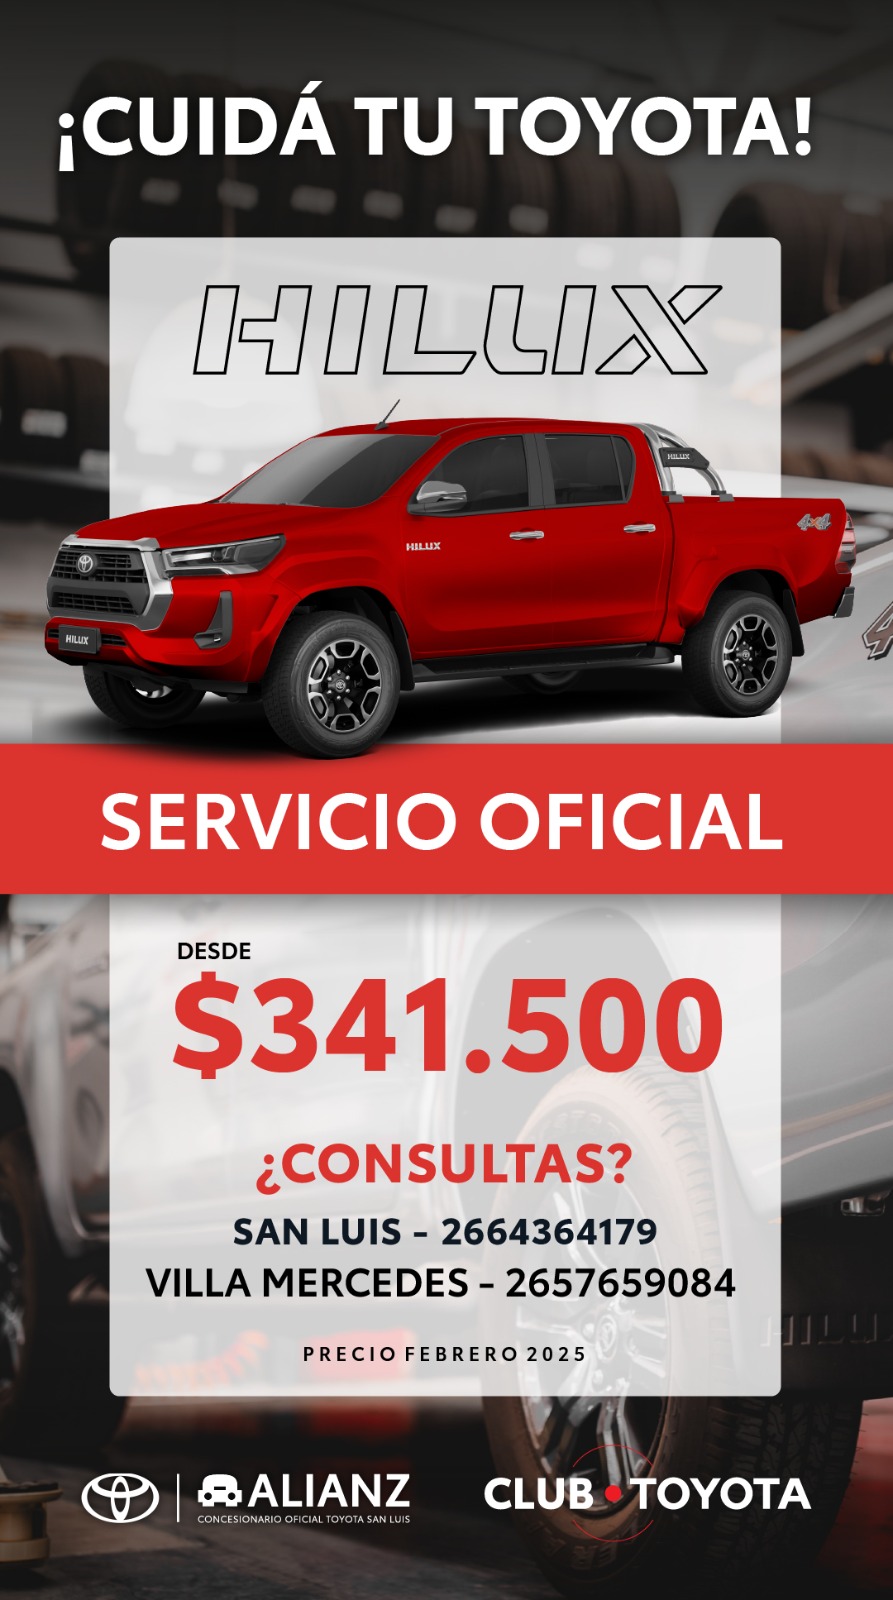 ¡CUIDÁ TU TOYOTA!
HILUX
HILUX
4x4
HILUX
HILUX
SERVICIO OFICIAL
DESDE
$341.500
¿CONSULTAS?
SAN LUIS - 2664364179
VILLA MERCEDES - 2657659084
HILU
PRECIO FEBRERO 2025
ALIANZ
CONCESIONARIO OFICIAL TOYOTA SAN LUIS
CLUB TOYOTA